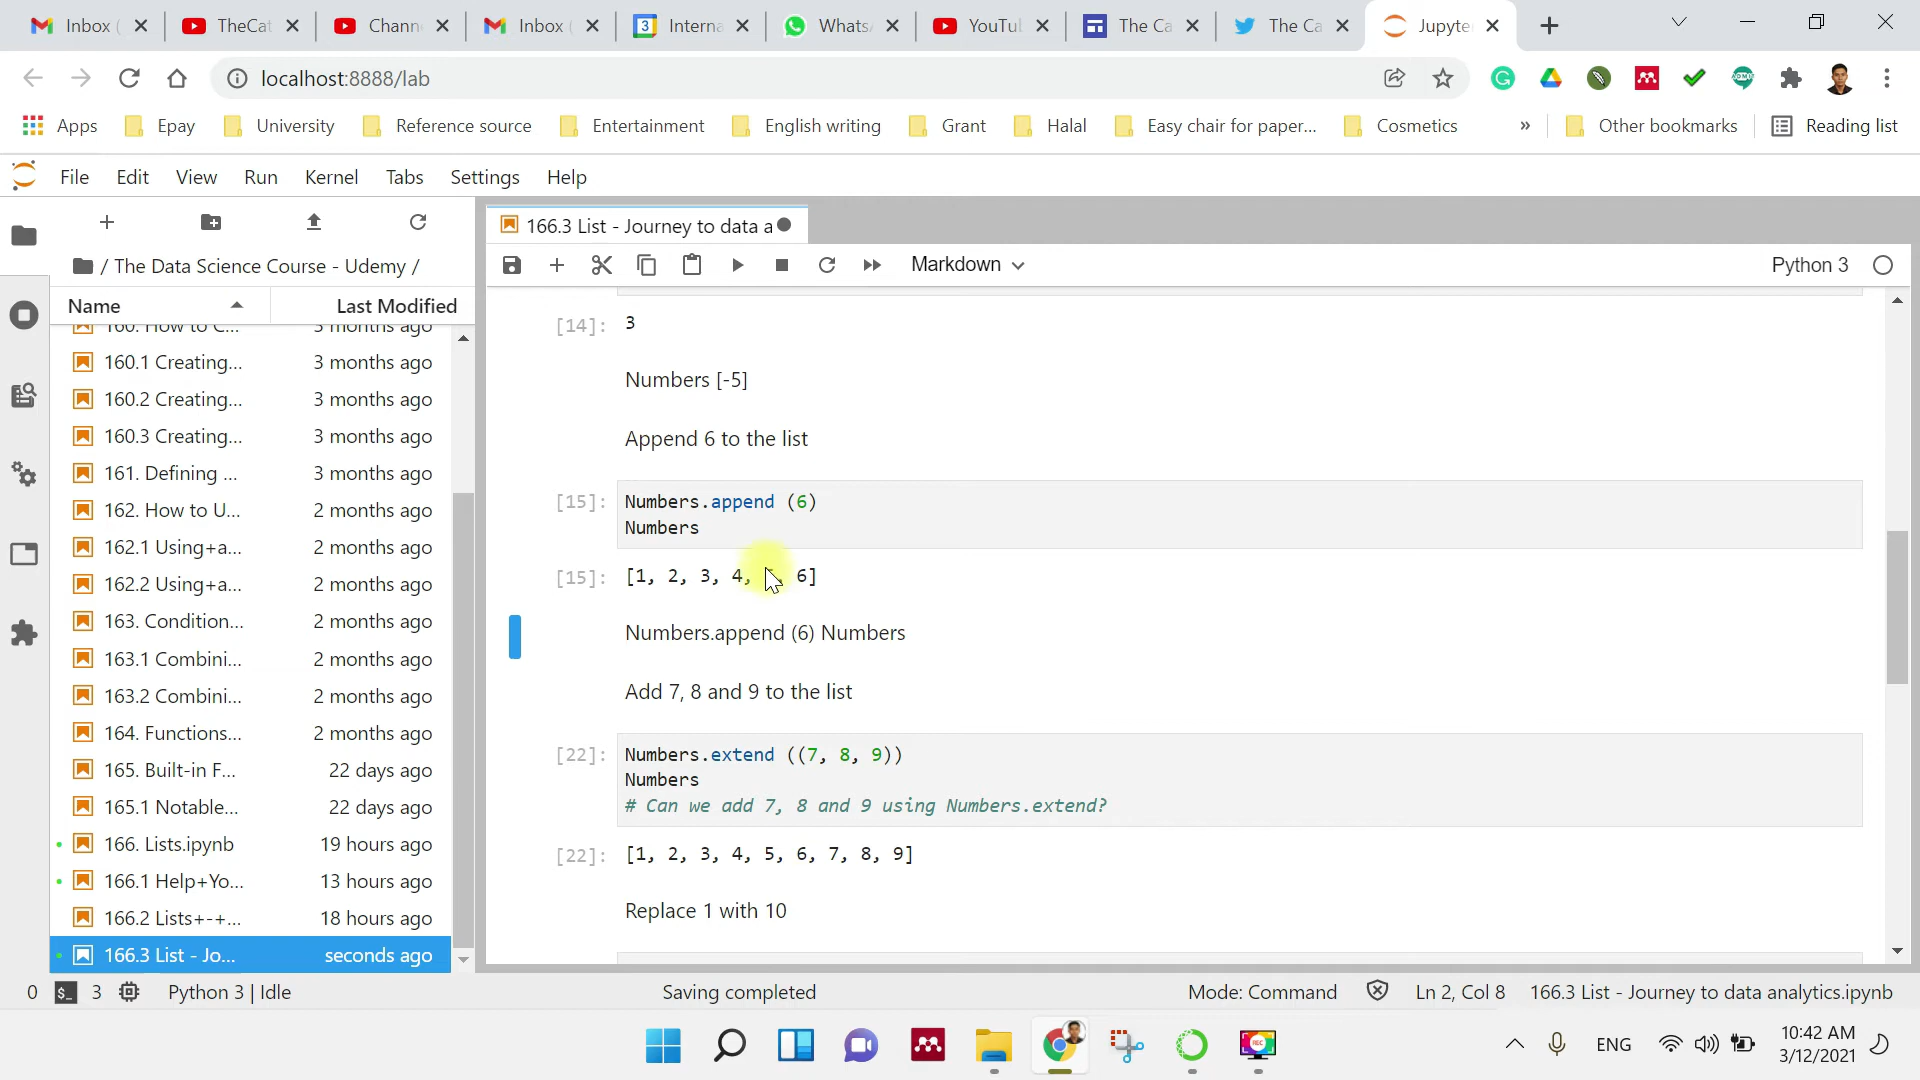 Inbox (
TheCat
Chann
Inbox (
Interna
WhatsA
YouTu
The Ca
The Ca
Jupyte
localhost:8888/lab
Apps
Epay
University
Reference source
Entertainment
English writing
Grant
Halal
Easy chair for paper...
Cosmetics
»
Other bookmarks
Reading list
File Edit View Run Kernel Tabs Settings Help
166.3 List - Journey to data a
/ The Data Science Course - Udemy /
Markdown
Python 3
Name Last Modified
160. How to C... 3 months ago
160.1 Creating... 3 months ago
160.2 Creating... 3 months ago
160.3 Creating... 3 months ago
161. Defining ... 3 months ago
162. How to U... 2 months ago
162.1 Using+a... 2 months ago
162.2 Using+a... 2 months ago
163. Condition... 2 months ago
163.1 Combini... 2 months ago
163.2 Combini... 2 months ago
164. Functions... 2 months ago
165. Built-in F... 22 days ago
165.1 Notable... 22 days ago
166. Lists.ipynb 19 hours ago
166.1 Help+Yo... 13 hours ago
166.2 Lists+-+... 18 hours ago
166.3 List - Jo... seconds ago
[14]: 3
Numbers [-5]
Append 6 to the list
[15]: Numbers.append (6)
Numbers
[15]: [1, 2, 3, 4, 5, 6]
Numbers.append (6) Numbers
Add 7, 8 and 9 to the list
[22]: Numbers.extend ((7, 8, 9))
Numbers
# Can we add 7, 8 and 9 using Numbers.extend?
[22]: [1, 2, 3, 4, 5, 6, 7, 8, 9]
Replace 1 with 10
0 3 Python 3 | Idle
Saving completed
Mode: Command
Ln 2, Col 8
166.3 List - Journey to data analytics.ipynb
ENG
10:42 AM
3/12/2021